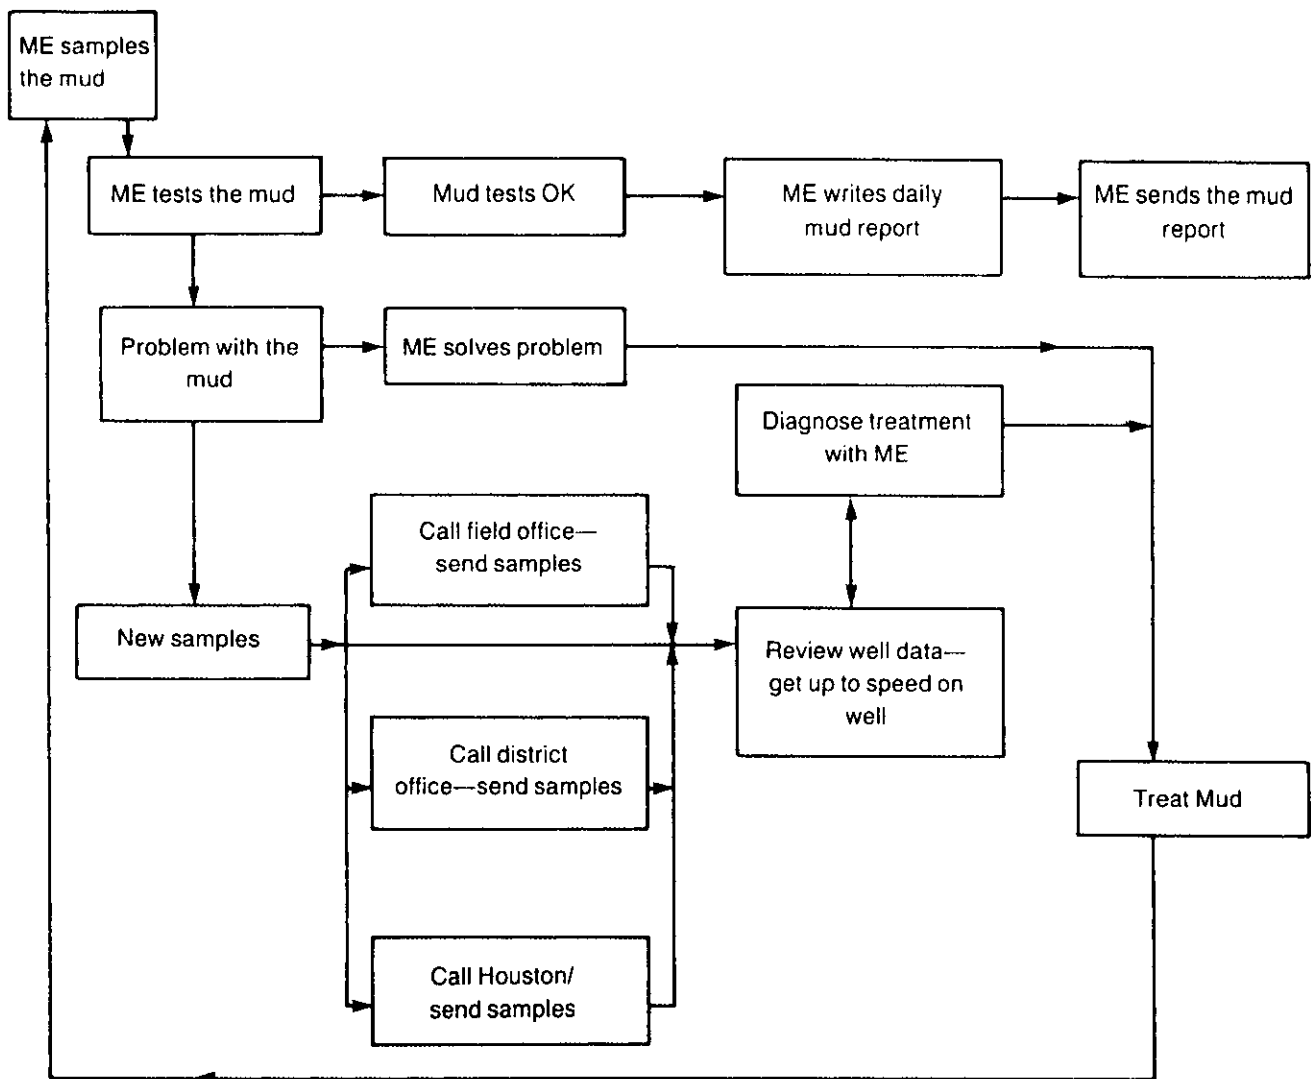 ME samples
the mud
ME tests the mud
Mud tests OK
ME writes daily
mud report
ME sends the mud
report
Problem with the
mud
ME solves problem
Diagnose treatment
with ME
Call field office—
send samples
New samples
Review well data—
get up to speed on
well
Call district
office—send samples
Treat Mud
Call Houston/
send samples